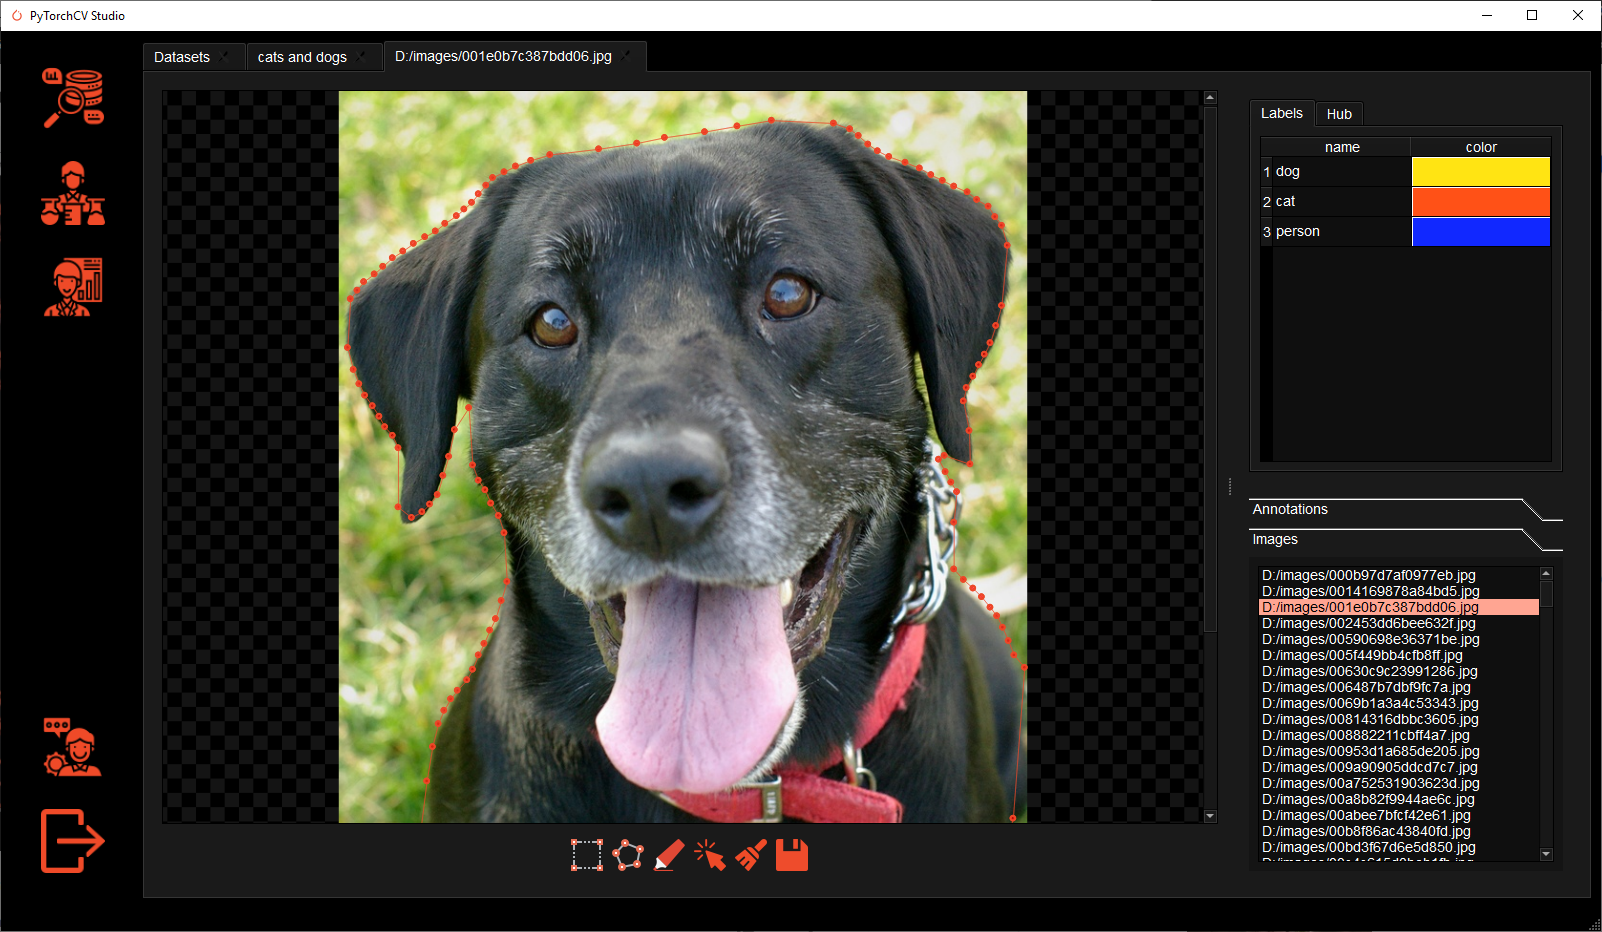 PyTorchCV Studio
Datasets
cats and dogs
D:/images/001e0b7c387bdd06.jpg
Labels
Hub
name color
1 dog
2 cat
3 person
Annotations
Images
D:/images/000b97d7af0977eb.jpg
D:/images/0014169878a84bd5.jpg
D:/images/001e0b7c387bdd06.jpg
D:/images/002453dd6bee632f.jpg
D:/images/00590698e36371be.jpg
D:/images/005f449bb4cfb8ff.jpg
D:/images/00630c9c23991286.jpg
D:/images/006487b7dbf9fc7a.jpg
D:/images/0069b1a3a4c53343.jpg
D:/images/00814316dbbc3605.jpg
D:/images/008882211cbff4a7.jpg
D:/images/00953d1a685de205.jpg
D:/images/009a90905ddcd7c7.jpg
D:/images/00a752531903623d.jpg
D:/images/00a8b82f9944ae6c.jpg
D:/images/00abee7bfcf42e61.jpg
D:/images/00b8f86ac43840fd.jpg
D:/images/00bd3f67d6e5d850.jpg